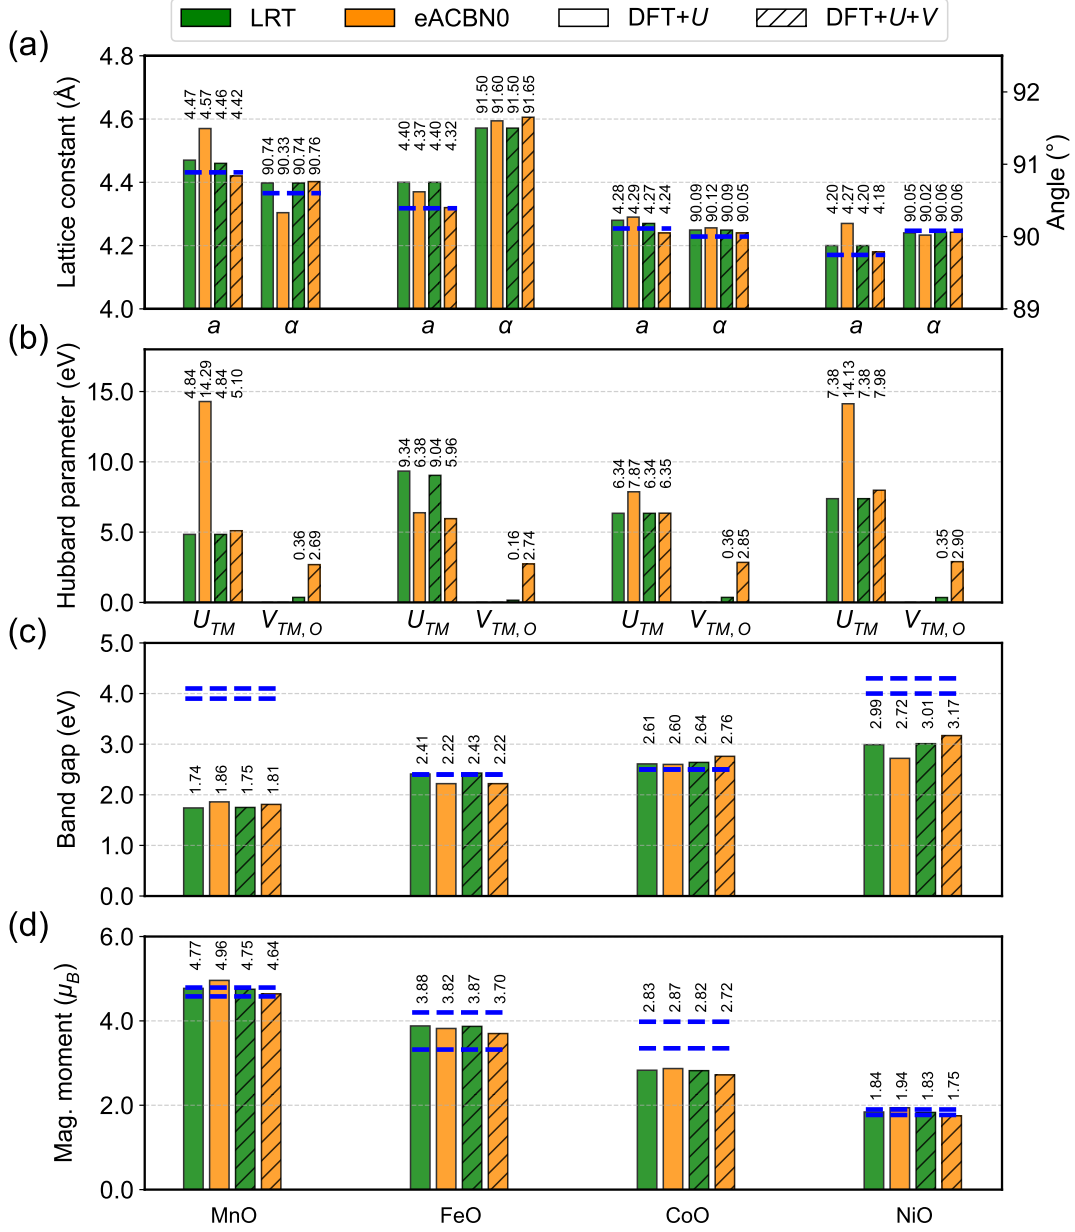 LRT eACBN0 DFT+U DFT+U+V
(a)
Lattice constant (Å)
4.8
4.6
4.4
4.2
4.0
Angle (°)
92
91
90
89
4.47 4.57 4.46 4.42
90.74 90.33 90.74 90.76
4.40 4.37 4.40 4.32
91.50 91.60 91.50 91.65
4.28 4.29 4.27 4.24
90.09 90.12 90.09 90.05
4.20 4.27 4.20 4.18
90.05 90.02 90.06 90.06
a α a α a α a α
(b)
Hubbard parameter (eV)
15.0
10.0
5.0
0.0
4.84 14.29 4.84 5.10
0.36 2.69
9.34 6.38 9.04 5.96
0.16 2.74
6.34 7.87 6.34 6.35
0.36 2.85
7.38 14.13 7.38 7.98
0.35 2.90
U_TM V_TM, O U_TM V_TM, O U_TM V_TM, O U_TM V_TM, O
(c)
Band gap (eV)
5.0
4.0
3.0
2.0
1.0
0.0
1.74 1.86 1.75 1.81
2.41 2.22 2.43 2.22
2.61 2.60 2.64 2.76
2.99 2.72 3.01 3.17
(d)
Mag. moment (μ_B)
6.0
4.0
2.0
0.0
4.77 4.96 4.75 4.64
3.88 3.82 3.87 3.70
2.83 2.87 2.82 2.72
1.84 1.94 1.83 1.75
MnO FeO CoO NiO